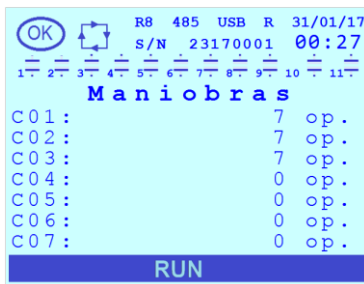 OK R8 485 USB R 31/01/17
S/N 23170001 00:27
1 2 3 4 5 6 7 8 9 10 11
Maniobras
C01: 7 op.
C02: 7 op.
C03: 7 op.
C04: 0 op.
C05: 0 op.
C06: 0 op.
C07: 0 op.
RUN